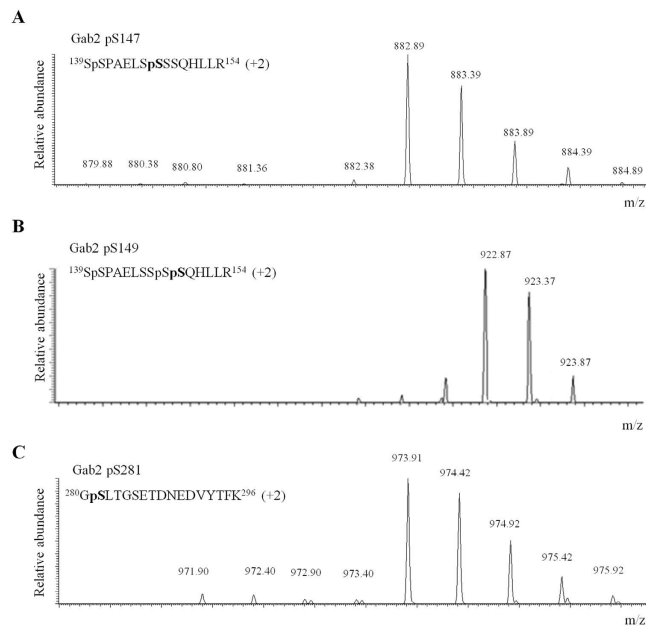 A
Gab2 pS147
¹³⁹SpSPAELSpSSSQHLLR¹⁵⁴ (+2)
Relative abundance
879.88
880.38
880.80
881.36
882.38
882.89
883.39
883.89
884.39
884.89
m/z
B
Gab2 pS149
¹³⁹SpSPAELSSpSpSQHLLR¹⁵⁴ (+2)
Relative abundance
922.87
923.37
923.87
m/z
C
Gab2 pS281
²⁸⁰GpSLTGSETDNEDVYTFK²⁹⁶ (+2)
Relative abundance
971.90
972.40
972.90
973.40
973.91
974.42
974.92
975.42
975.92
m/z